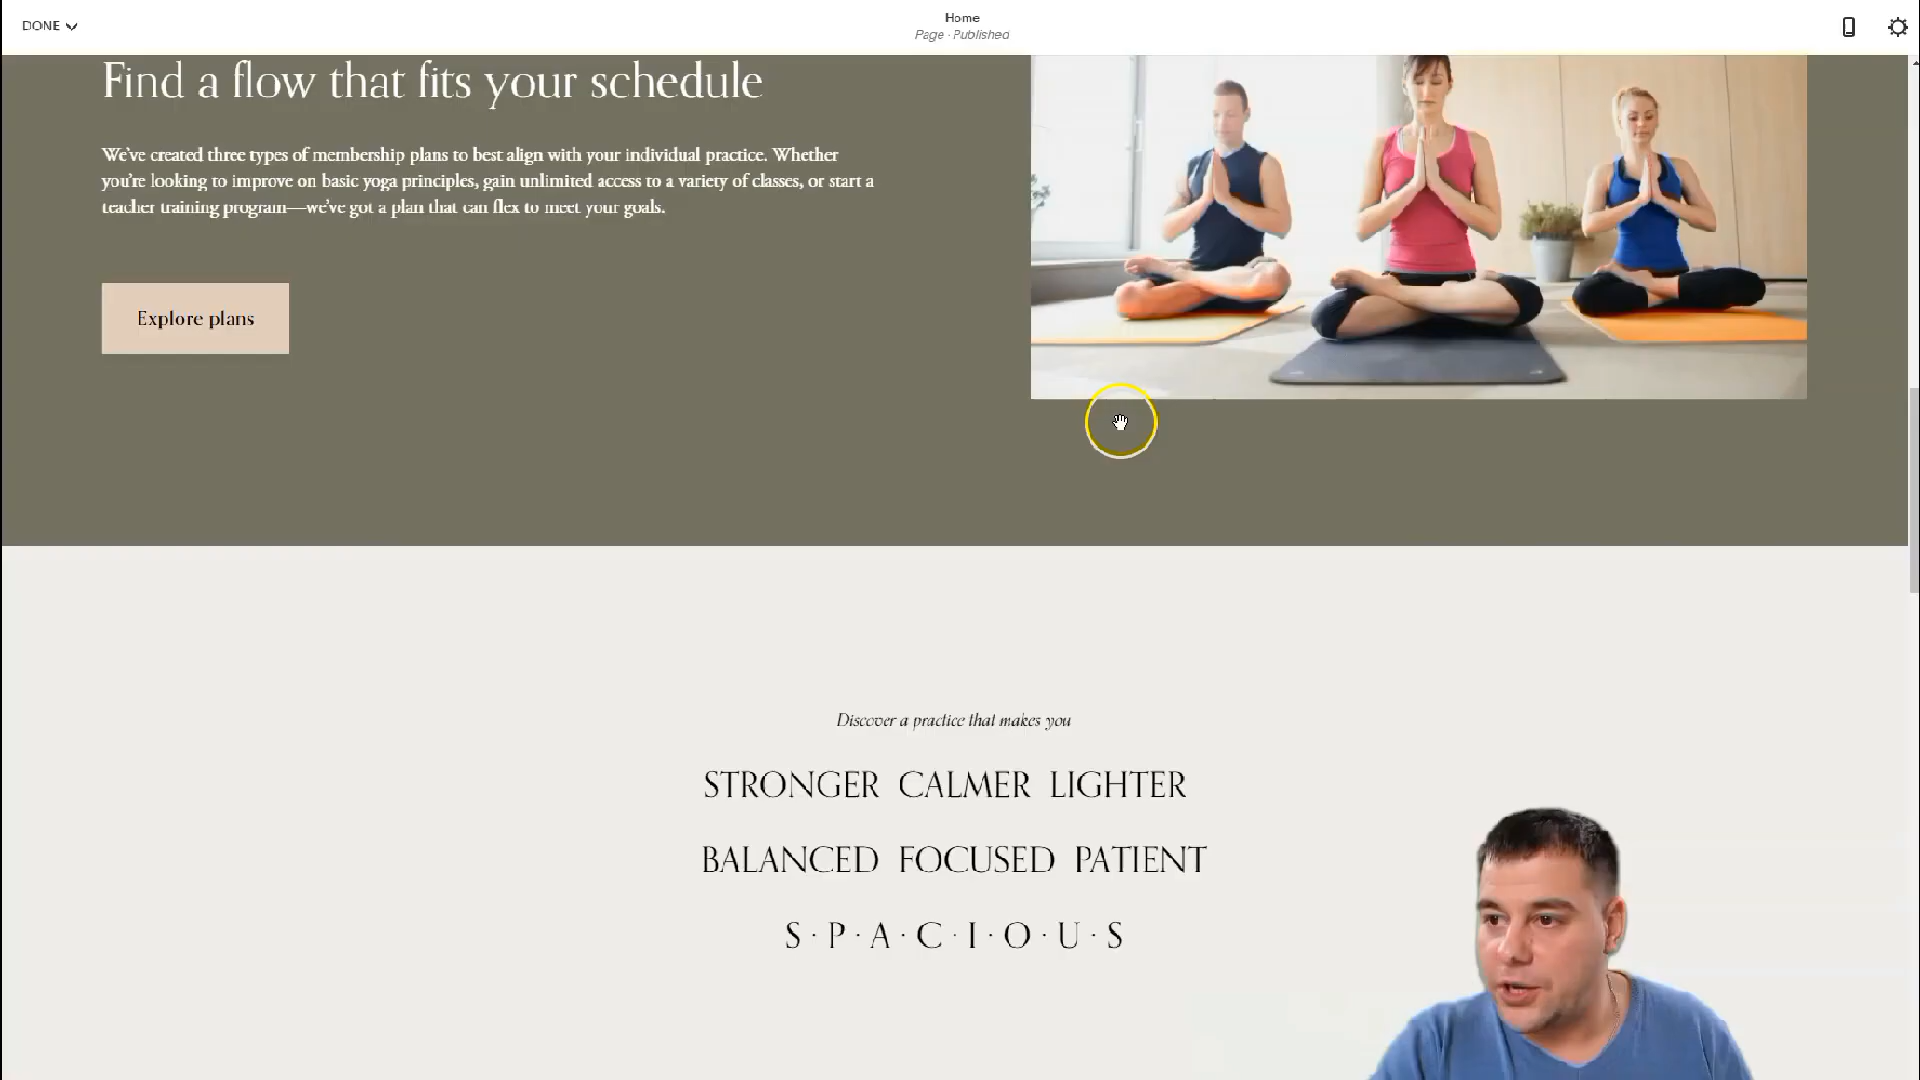 DONE
Home
Page · Published
Find a flow that fits your schedule
We've created three types of membership plans to best align with your individual practice. Whether
you're looking to improve on basic yoga principles, gain unlimited access to a variety of classes, or start a
teacher training program—we've got a plan that can flex to meet your goals.
Explore plans
Discover a practice that makes you
STRONGER CALMER LIGHTER
BALANCED FOCUSED PATIENT
S · P · A · C · I · O · U · S